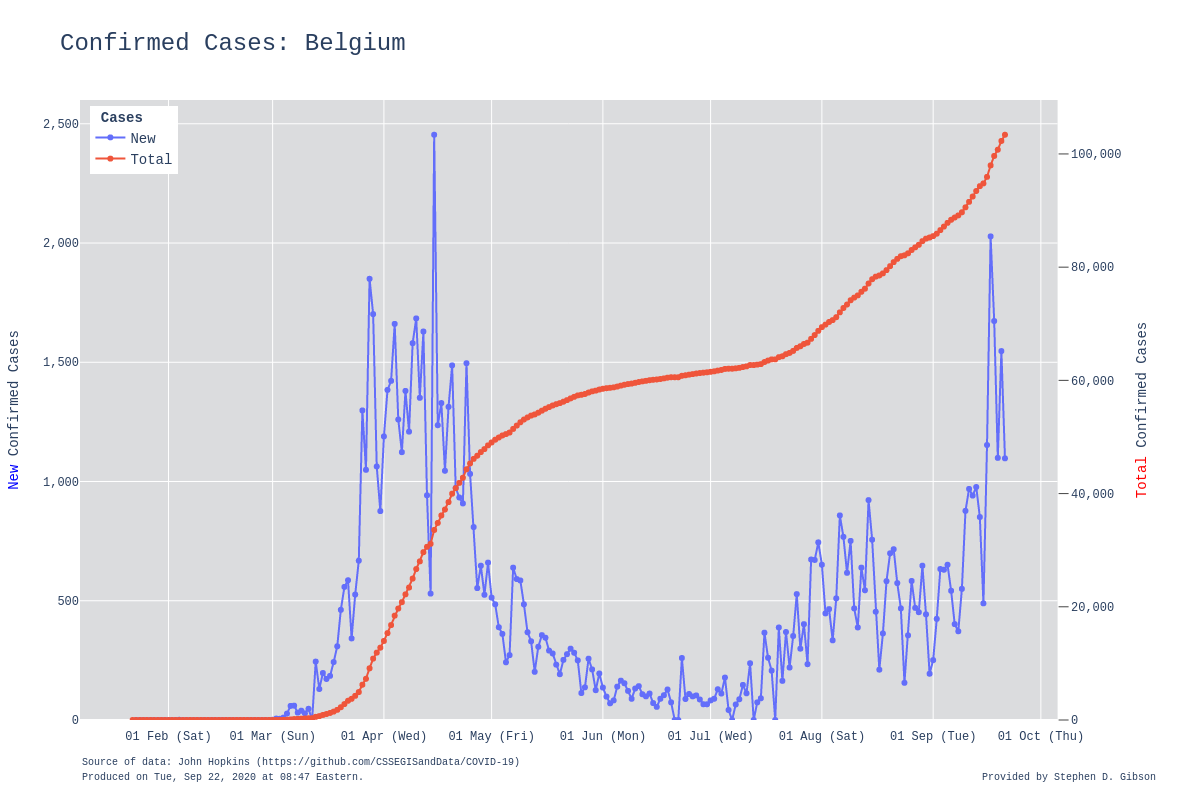 Confirmed Cases: Belgium
Cases
New
Total
2,500
2,000
1,500
1,000
500
0
100,000
80,000
60,000
40,000
20,000
0
New Confirmed Cases
Total Confirmed Cases
01 Feb (Sat) 01 Mar (Sun) 01 Apr (Wed) 01 May (Fri) 01 Jun (Mon) 01 Jul (Wed) 01 Aug (Sat) 01 Sep (Tue) 01 Oct (Thu)
Source of data: John Hopkins (https://github.com/CSSEGISandData/COVID-19)
Produced on Tue, Sep 22, 2020 at 08:47 Eastern.
Provided by Stephen D. Gibson